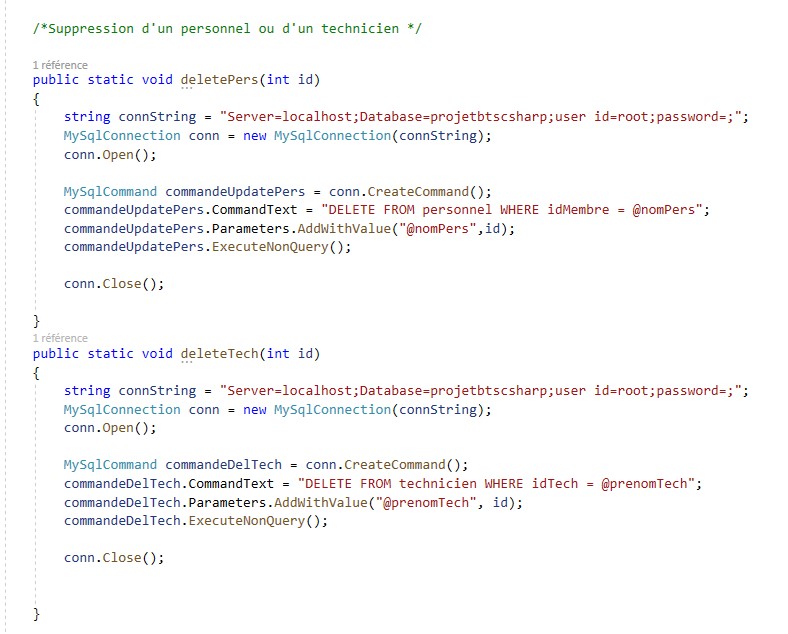 /*Suppression d'un personnel ou d'un technicien */
1 référence
public static void deletePers(int id)
{
string connString = "Server=localhost;Database=projetbtscsharp;user id=root;password=;";
MySqlConnection conn = new MySqlConnection(connString);
conn.Open();
MySqlCommand commandeUpdatePers = conn.CreateCommand();
commandeUpdatePers.CommandText = "DELETE FROM personnel WHERE idMembre = @nomPers";
commandeUpdatePers.Parameters.AddWithValue("@nomPers",id);
commandeUpdatePers.ExecuteNonQuery();
conn.Close();
}
1 référence
public static void deleteTech(int id)
{
string connString = "Server=localhost;Database=projetbtscsharp;user id=root;password=;";
MySqlConnection conn = new MySqlConnection(connString);
conn.Open();
MySqlCommand commandeDelTech = conn.CreateCommand();
commandeDelTech.CommandText = "DELETE FROM technicien WHERE idTech = @prenomTech";
commandeDelTech.Parameters.AddWithValue("@prenomTech", id);
commandeDelTech.ExecuteNonQuery();
conn.Close();
}